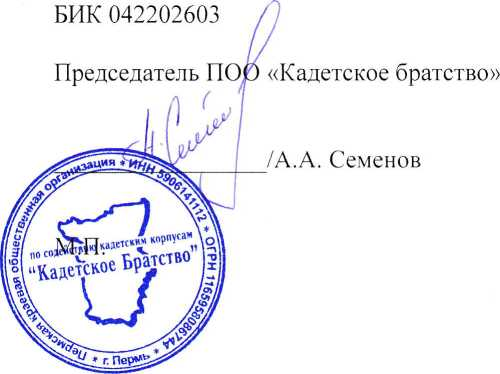 БИК 042202603
Председатель ПОО «Кадетское братство»
/А.А. Семенов
М.П.
Пермская краевая общественная организация * ИНН 5906141112 * ОГРН 1165958086744 *
по содействию кадетским корпусам
“Кадетское Братство”
* г. Пермь *